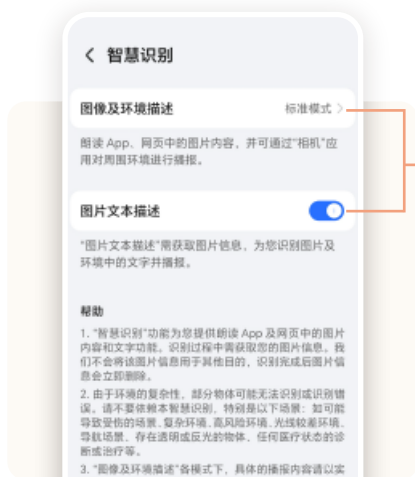 智慧识别
图像及环境描述 标准模式
朗读 App、网页中的图片内容，并可通过“相机”应
用对周围环境进行播报。
图片文本描述
“图片文本描述”需获取图片信息，为您识别图片及
环境中的文字并播报。
帮助
1. “智慧识别”功能为您提供朗读 App 及网页中的图片
内容和文字功能。识别过程中需获取您的图片信息，我
们不会将该图片信息用于其他目的，识别完成后图片信
息会立即删除。
2. 由于环境的复杂性，部分物体可能无法识别或识别错
误，请不要依赖本智慧识别，特别是以下场景：如可能
导致受伤的场景、复杂环境、高风险环境、光线较差环境、
导航场景、存在透明或反光的物体、任何医疗状态的诊
断或治疗等。
3. “图像及环境描述”各模式下，具体的播报内容请以实